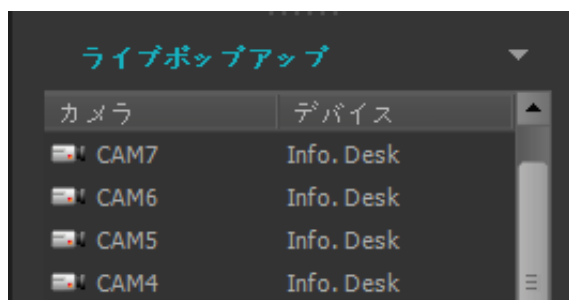 ライブポップアップ
カメラ デバイス
CAM7 Info. Desk
CAM6 Info. Desk
CAM5 Info. Desk
CAM4 Info. Desk